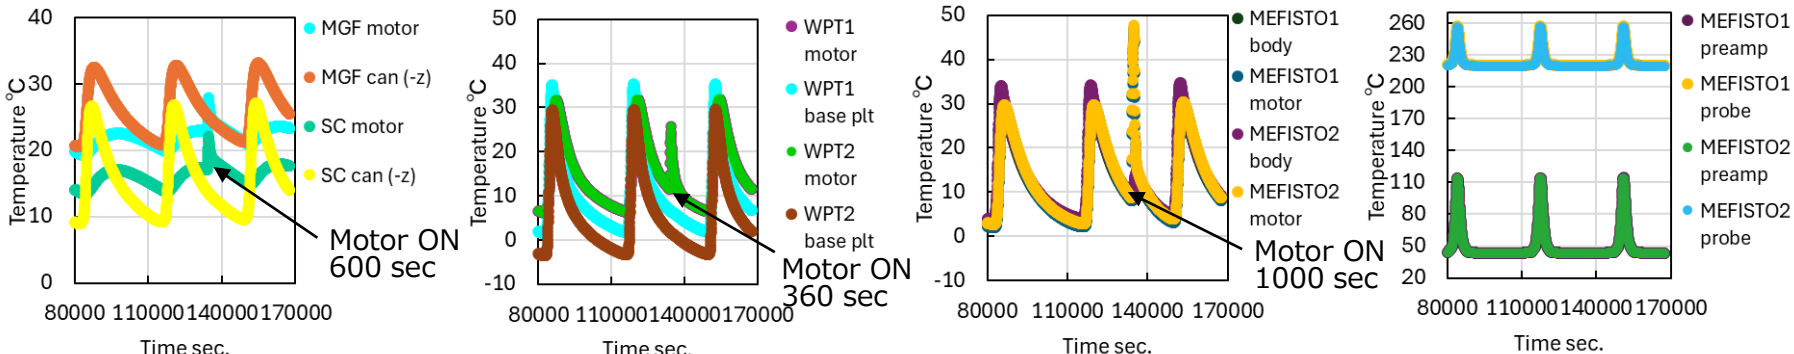 40
30
20
10
0
Temperature °C
80000 110000 140000 170000
Time sec.
MGF motor
MGF can (-z)
SC motor
SC can (-z)
Motor ON
600 sec
50
40
30
20
10
0
-10
Temperature °C
80000 110000 140000 170000
Time sec.
WPT1
motor
WPT1
base plt
WPT2
motor
WPT2
base plt
Motor ON
360 sec
50
40
30
20
10
0
-10
Temperature °C
80000 110000 140000 170000
Time sec.
MEFISTO1
body
MEFISTO1
motor
MEFISTO2
body
MEFISTO2
motor
Motor ON
1000 sec
260
230
200
170
140
110
80
50
20
Temperature °C
80000 110000 140000 170000
Time sec.
MEFISTO1
preamp
MEFISTO1
probe
MEFISTO2
preamp
MEFISTO2
probe